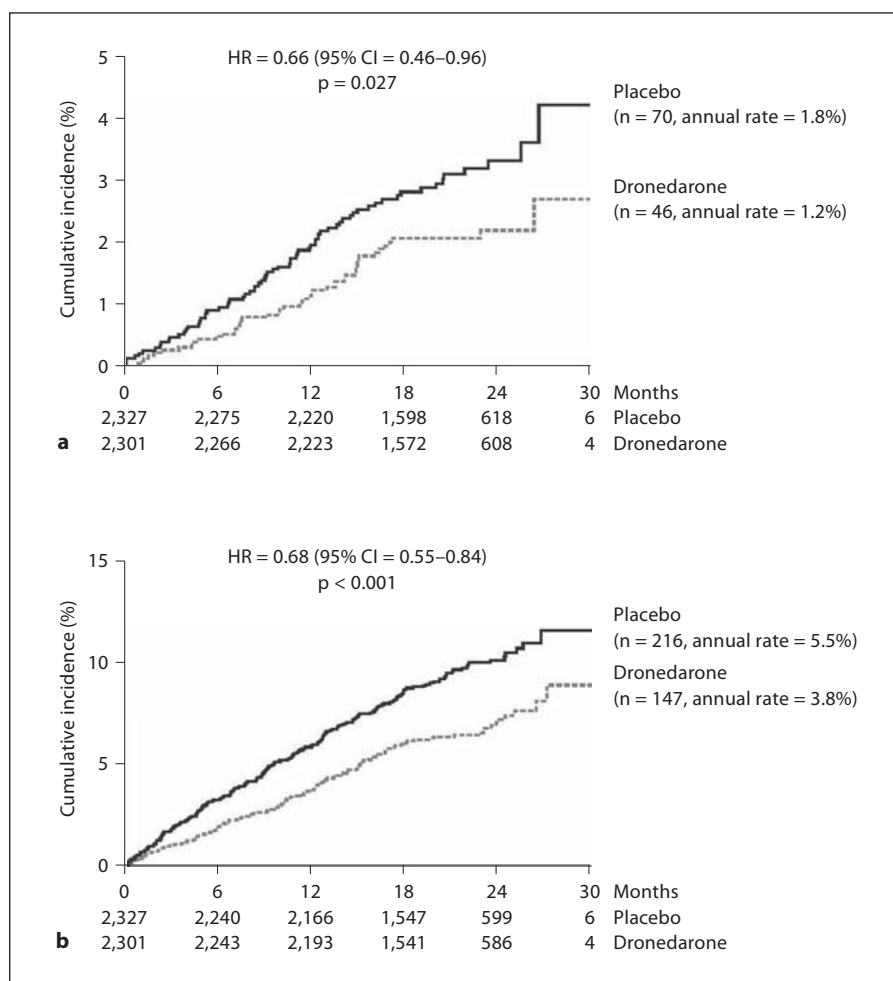 HR = 0.66 (95% CI = 0.46–0.96)
p = 0.027
5
4
3
2
1
0
Cumulative incidence (%)
Placebo
(n = 70, annual rate = 1.8%)
Dronedarone
(n = 46, annual rate = 1.2%)
0 6 12 18 24 30 Months
2,327 2,275 2,220 1,598 618 6 Placebo
a 2,301 2,266 2,223 1,572 608 4 Dronedarone
HR = 0.68 (95% CI = 0.55–0.84)
p < 0.001
15
10
5
0
Cumulative incidence (%)
Placebo
(n = 216, annual rate = 5.5%)
Dronedarone
(n = 147, annual rate = 3.8%)
0 6 12 18 24 30 Months
2,327 2,240 2,166 1,547 599 6 Placebo
b 2,301 2,243 2,193 1,541 586 4 Dronedarone